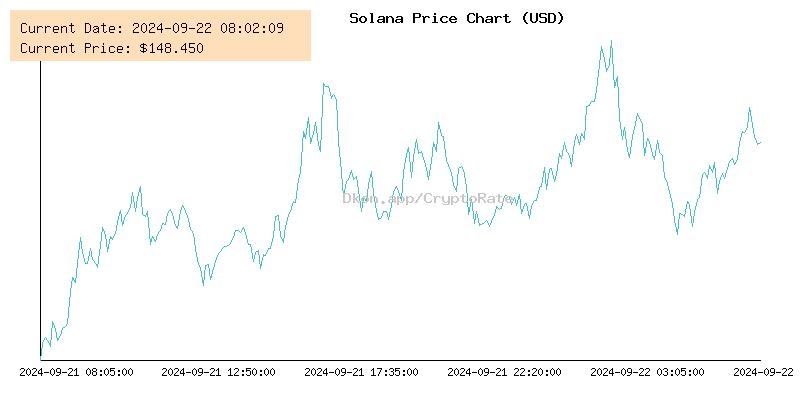 Solana Price Chart (USD)
Current Date: 2024-09-22 08:02:09
Current Price: $148.450
Dkon.app/CryptoRate
2024-09-21 08:05:00 2024-09-21 12:50:00 2024-09-21 17:35:00 2024-09-21 22:20:00 2024-09-22 03:05:00 2024-09-22